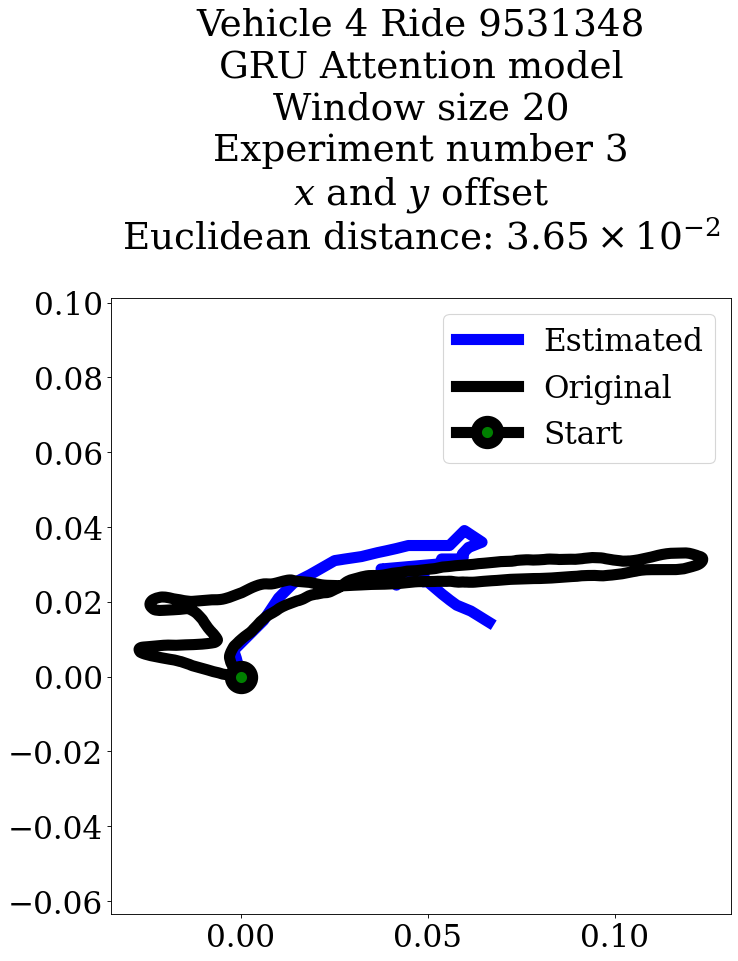 Vehicle 4 Ride 9531348
GRU Attention model
Window size 20
Experiment number 3
x and y offset
Euclidean distance: 3.65 × 10⁻²
Estimated
Original
Start
0.10
0.08
0.06
0.04
0.02
0.00
−0.02
−0.04
−0.06
0.00 0.05 0.10